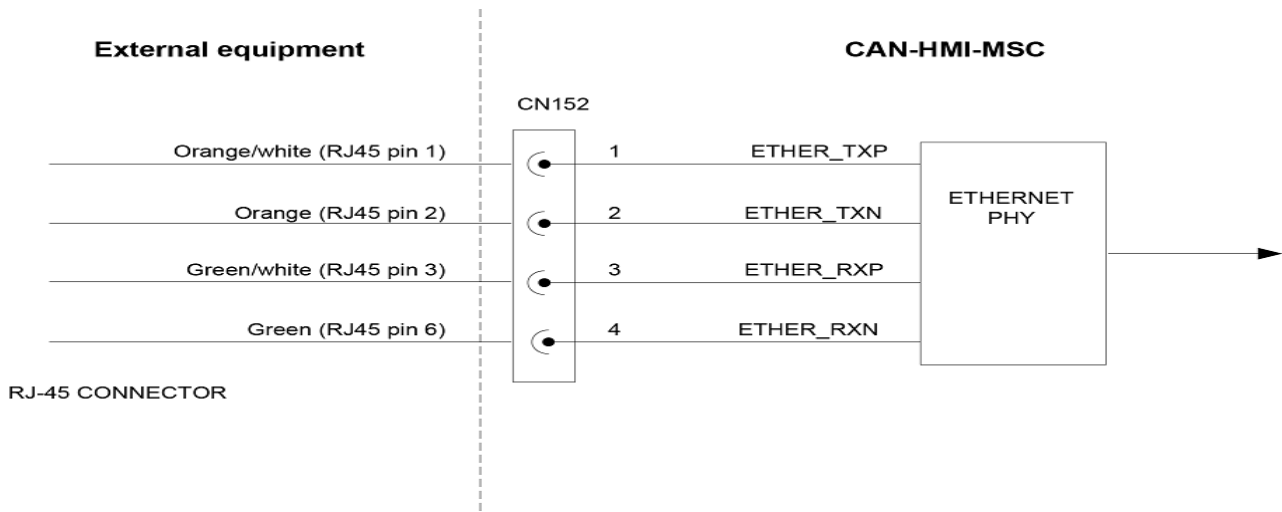 External equipment
CAN-HMI-MSC
CN152
Orange/white (RJ45 pin 1)
1
ETHER_TXP
Orange (RJ45 pin 2)
2
ETHER_TXN
Green/white (RJ45 pin 3)
3
ETHER_RXP
Green (RJ45 pin 6)
4
ETHER_RXN
ETHERNET
PHY
RJ-45 CONNECTOR